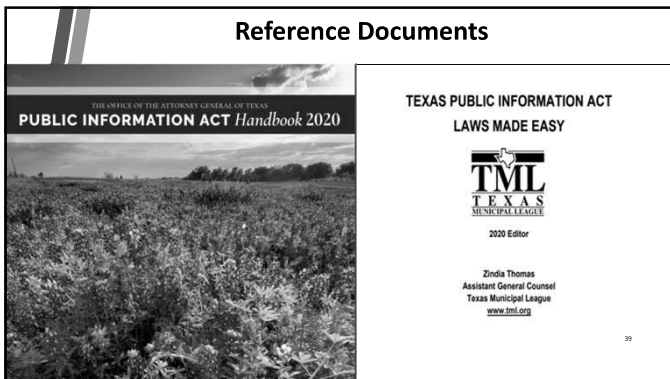 Reference Documents
THE OFFICE OF THE ATTORNEY GENERAL OF TEXAS
PUBLIC INFORMATION ACT Handbook 2020
TEXAS PUBLIC INFORMATION ACT
LAWS MADE EASY
TML
TEXAS
MUNICIPAL LEAGUE
2020 Editor
Zindia Thomas
Assistant General Counsel
Texas Municipal League
www.tml.org
39